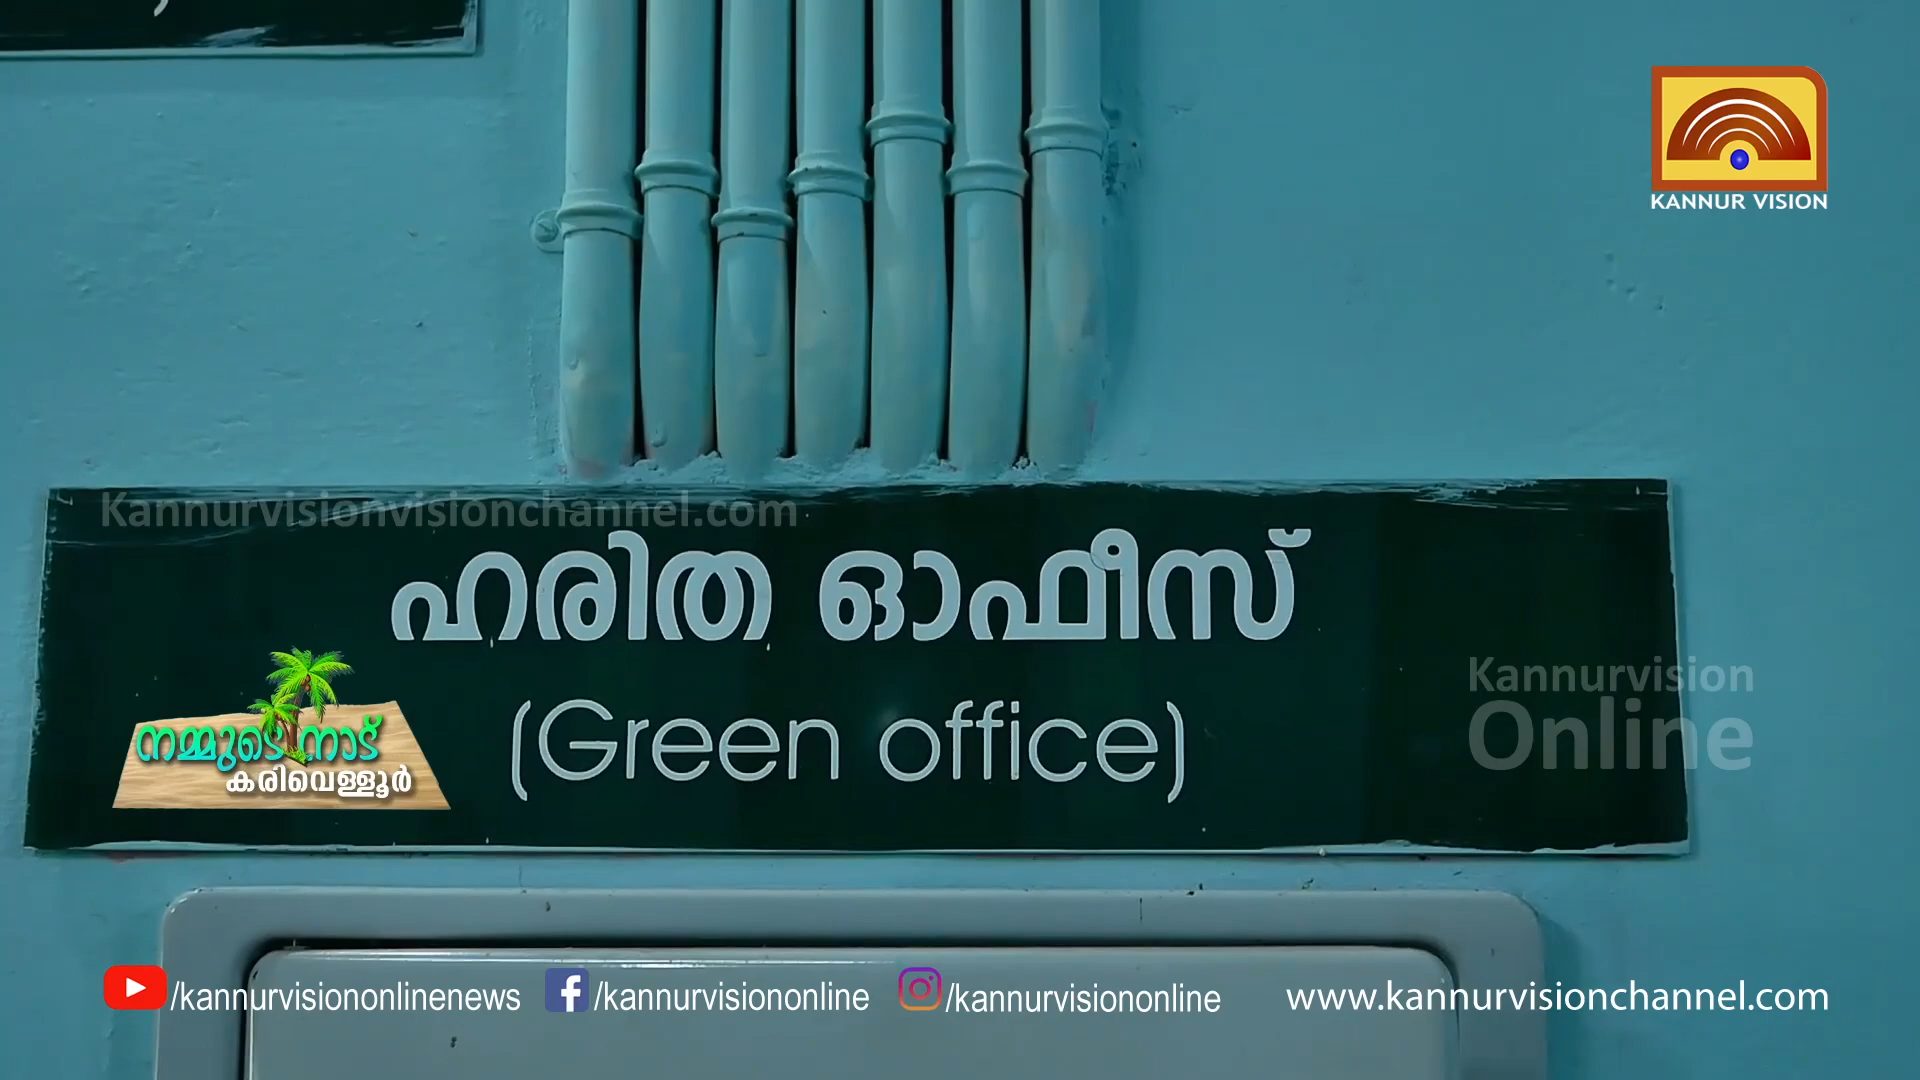 KANNUR VISION
Kannurvisionvisionchannel.com
ഹരിത ഓഫീസ്
(Green office)
Kannurvision
Online
നമ്മുടെ നാട്
കരിവെള്ളൂർ
/kannurvisiononlinenews
/kannurvisiononline
/kannurvisiononline
www.kannurvisionchannel.com